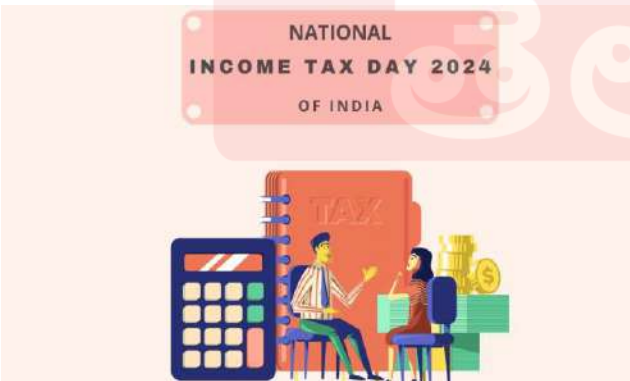 NATIONAL
INCOME TAX DAY 2024
OF INDIA
TAX
$